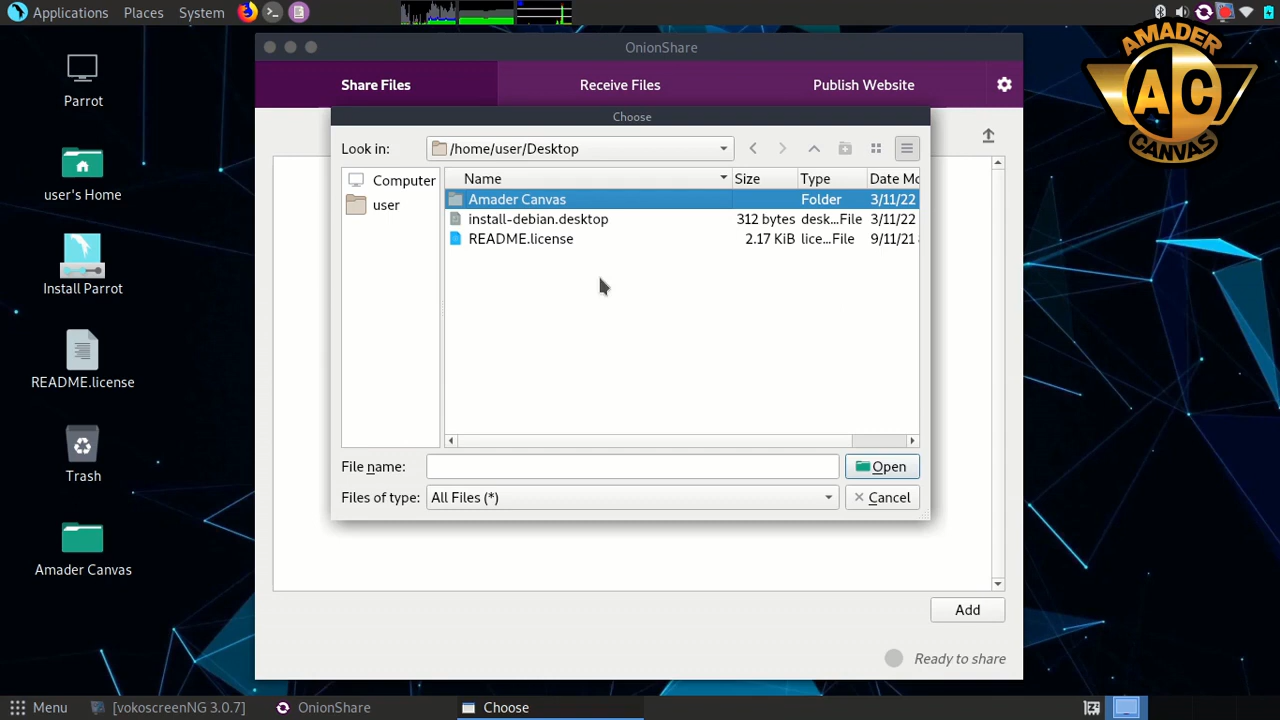 Applications Places System
AMADER
AC
CANVAS
Parrot
user's Home
Install Parrot
README.license
Trash
Amader Canvas
OnionShare
Share Files Receive Files Publish Website
Choose
Look in: /home/user/Desktop
Computer
user
Name Size Type Date Mo
Amader Canvas Folder 3/11/22
install-debian.desktop 312 bytes desk...File 3/11/22
README.license 2.17 KiB lice...File 9/11/21
File name: Open
Files of type: All Files (*) Cancel
Add
Ready to share
Menu [vokoscreenNG 3.0.7] OnionShare Choose